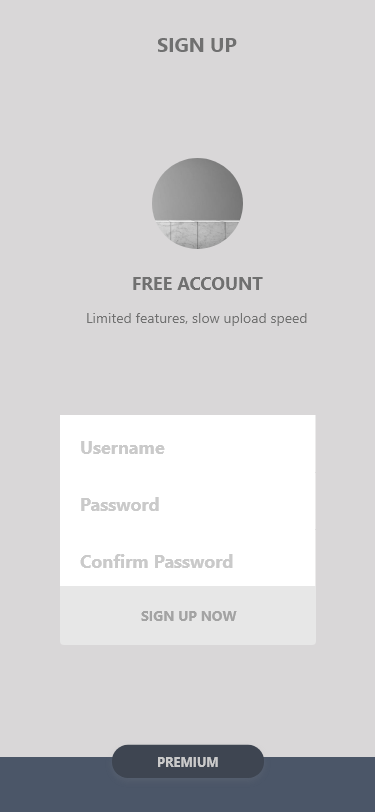 SIGN UP
FREE ACCOUNT
Limited features, slow upload speed
Username
Password
Confirm Password
SIGN UP NOW
PREMIUM